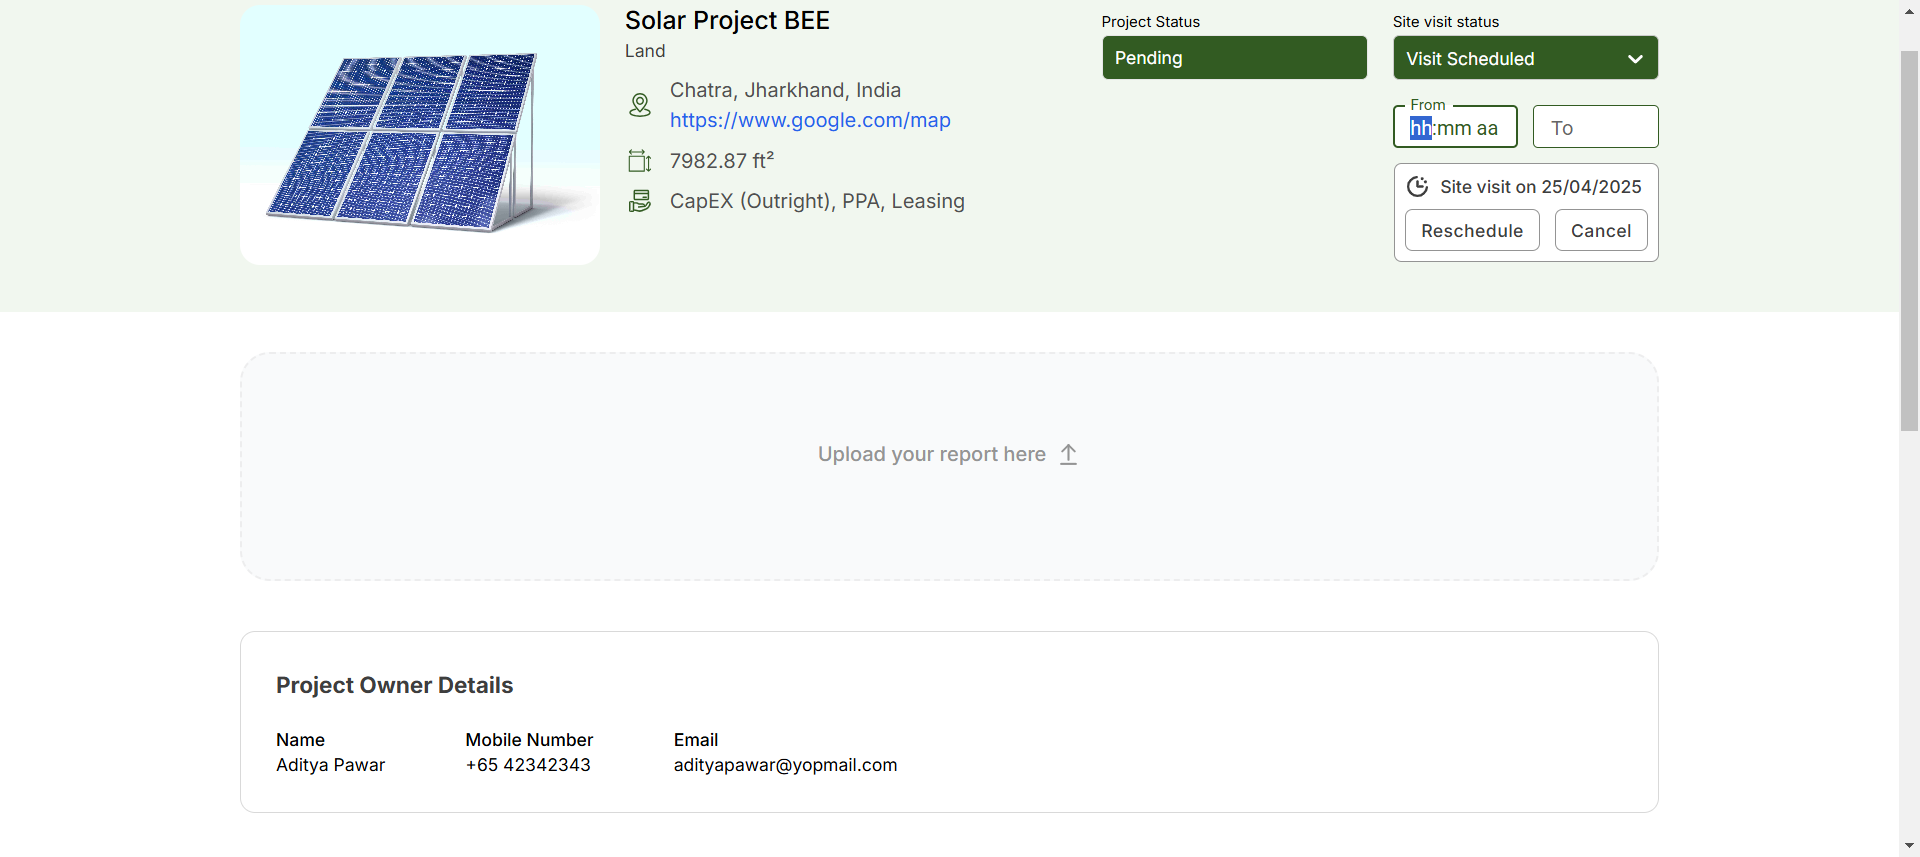 Solar Project BEE
Land
Chatra, Jharkhand, India
https://www.google.com/map
7982.87 ft²
CapEX (Outright), PPA, Leasing
Project Status
Pending
Site visit status
Visit Scheduled
From
hh:mm aa
To
Site visit on 25/04/2025
Reschedule
Cancel
Upload your report here
Project Owner Details
Name
Aditya Pawar
Mobile Number
+65 42342343
Email
adityapawar@yopmail.com